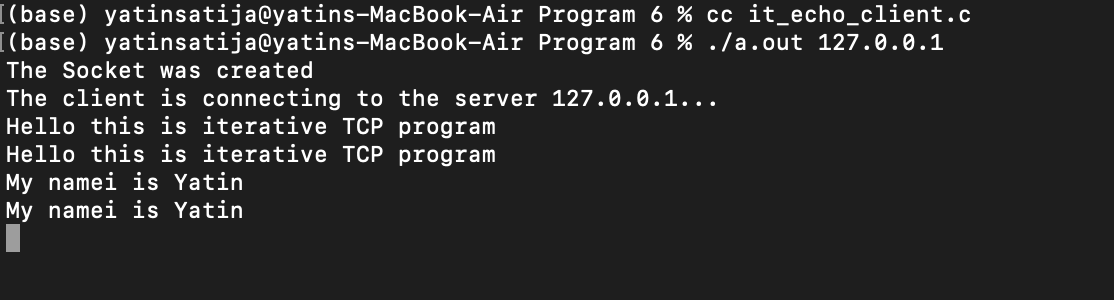 (base) yatinsatija@yatins-MacBook-Air Program 6 % cc it_echo_client.c
(base) yatinsatija@yatins-MacBook-Air Program 6 % ./a.out 127.0.0.1
The Socket was created
The client is connecting to the server 127.0.0.1...
Hello this is iterative TCP program
Hello this is iterative TCP program
My namei is Yatin
My namei is Yatin